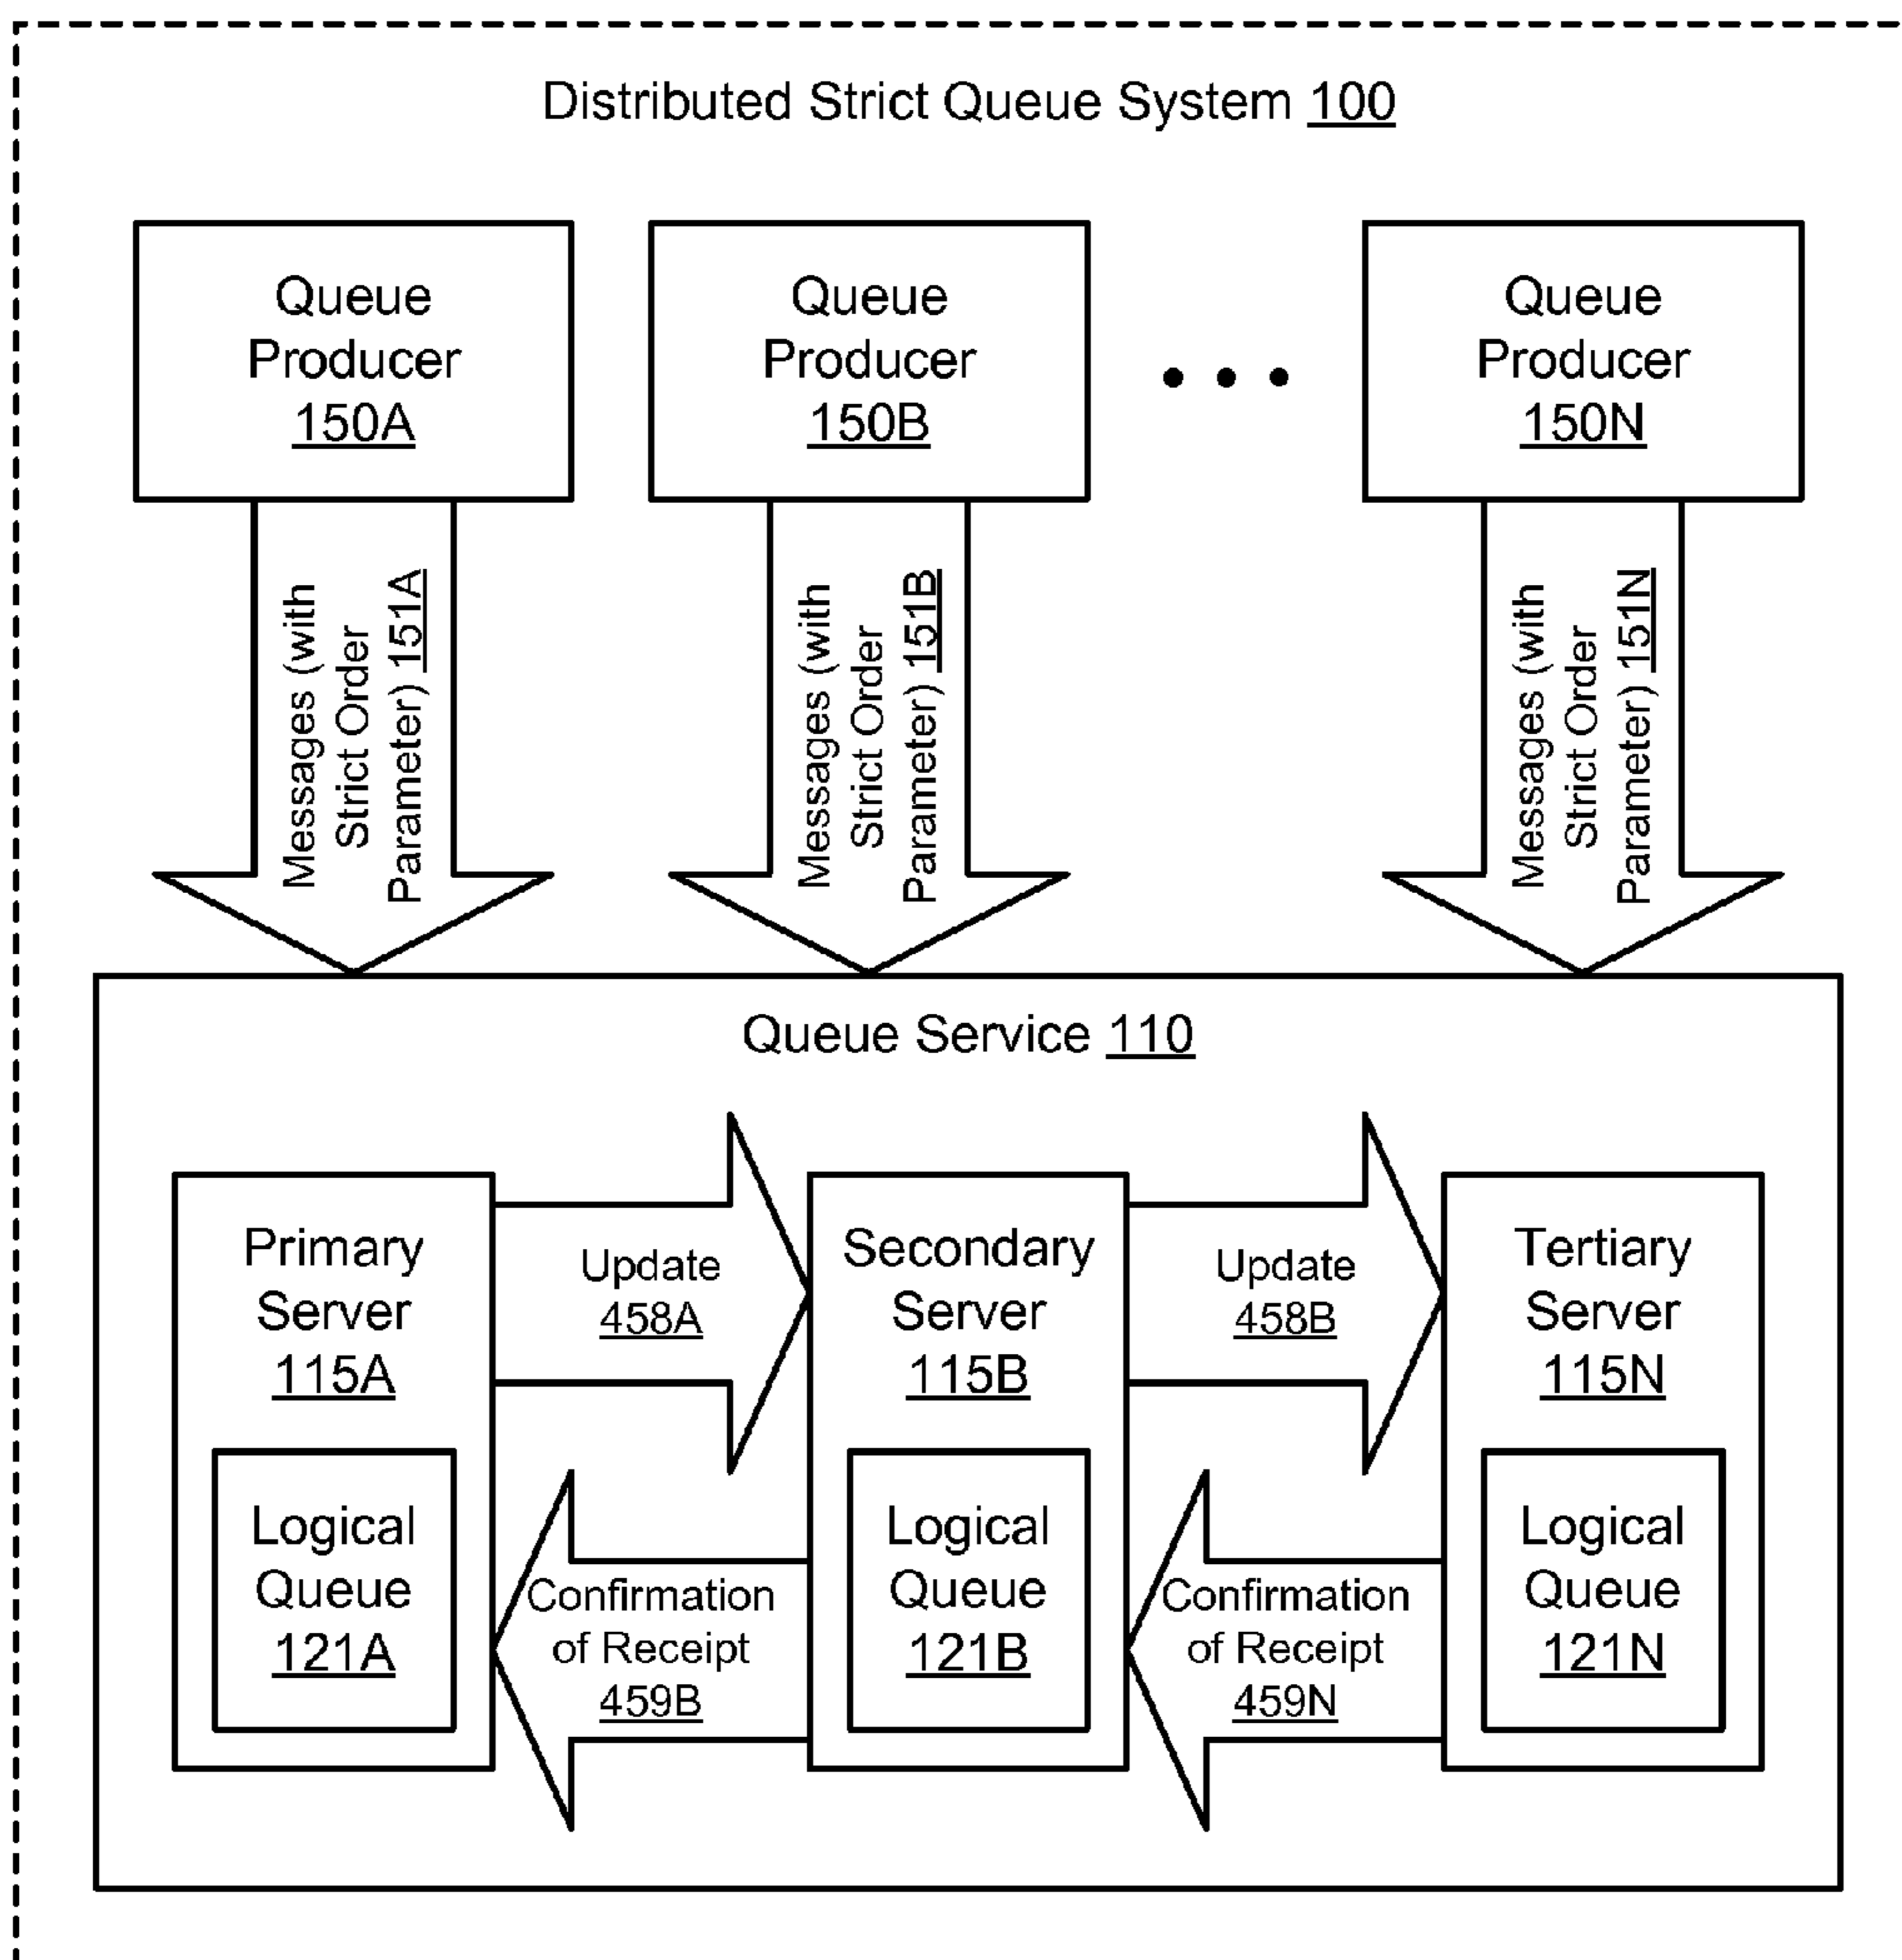 Distributed Strict Queue System 100
Queue
Producer
150A
Queue
Producer
150B
Queue
Producer
150N
Messages (with
Strict Order
Parameter) 151A
Messages (with
Strict Order
Parameter) 151B
Messages (with
Strict Order
Parameter) 151N
Queue Service 110
Primary
Server
115A
Update
458A
Secondary
Server
115B
Update
458B
Tertiary
Server
115N
Logical
Queue
121A
Confirmation
of Receipt
459B
Logical
Queue
121B
Confirmation
of Receipt
459N
Logical
Queue
121N